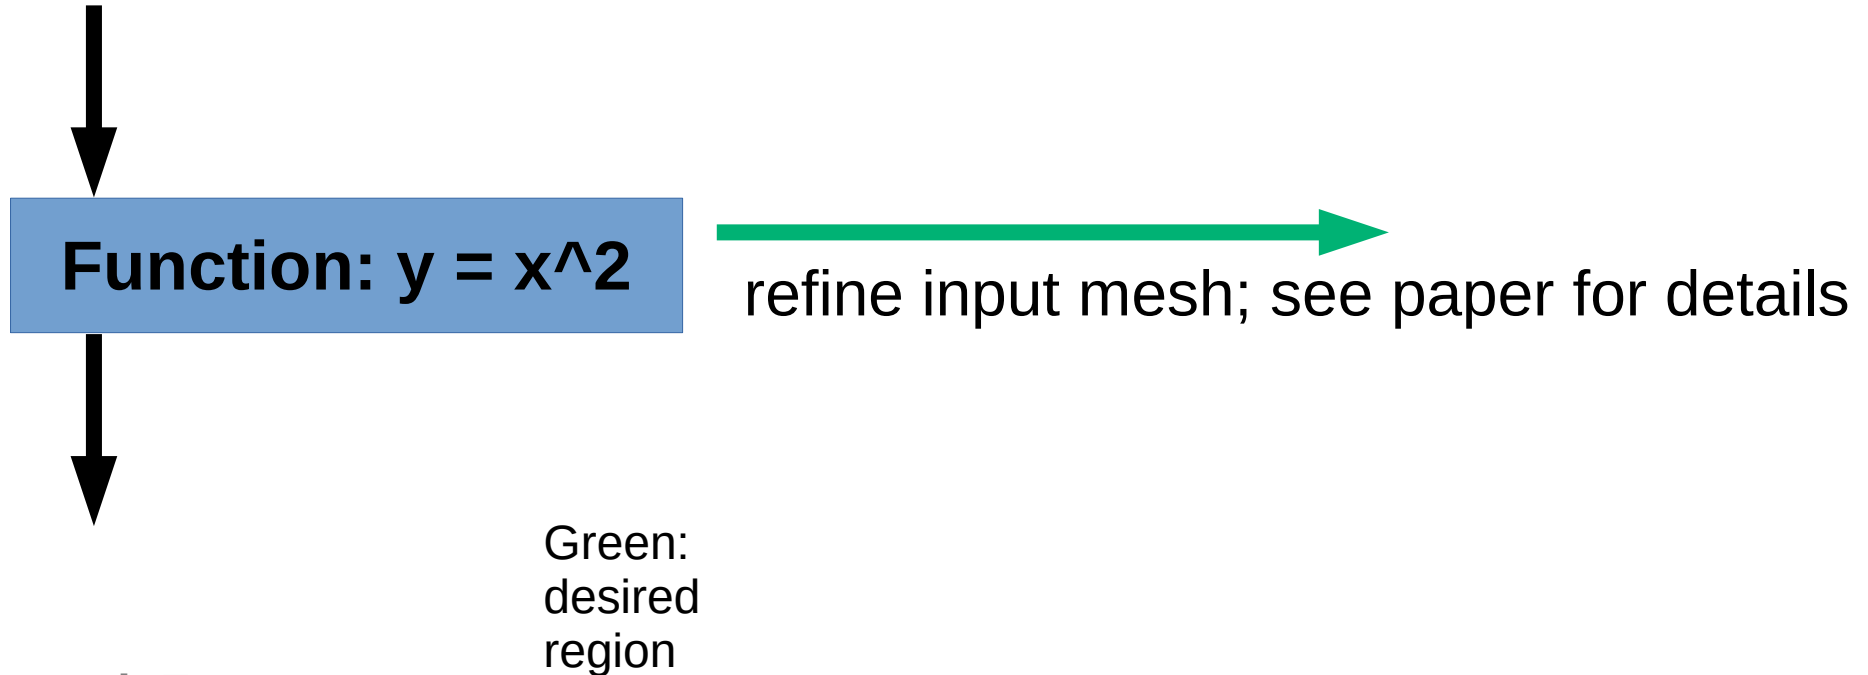 Function: y = x^2
refine input mesh; see paper for details
Green:
desired
region